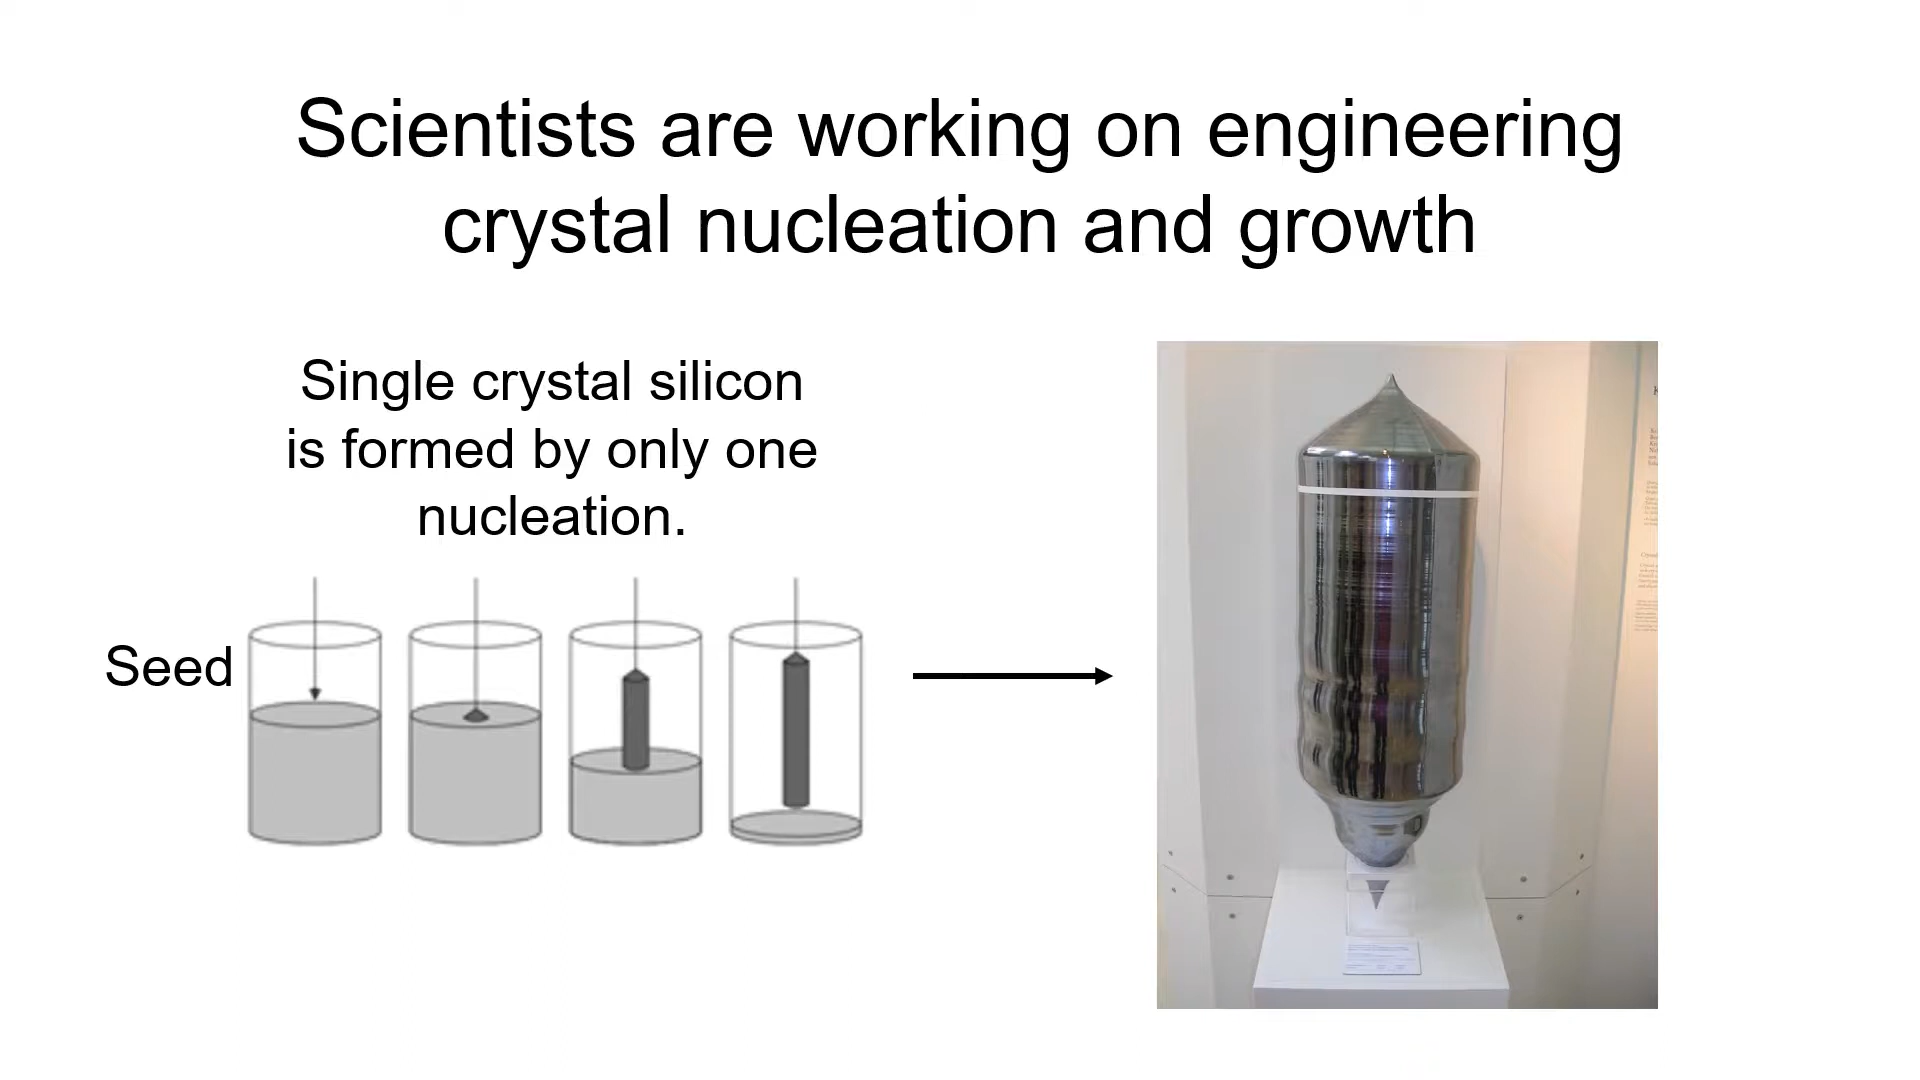 Scientists are working on engineering
crystal nucleation and growth
Single crystal silicon
is formed by only one
nucleation.
Seed